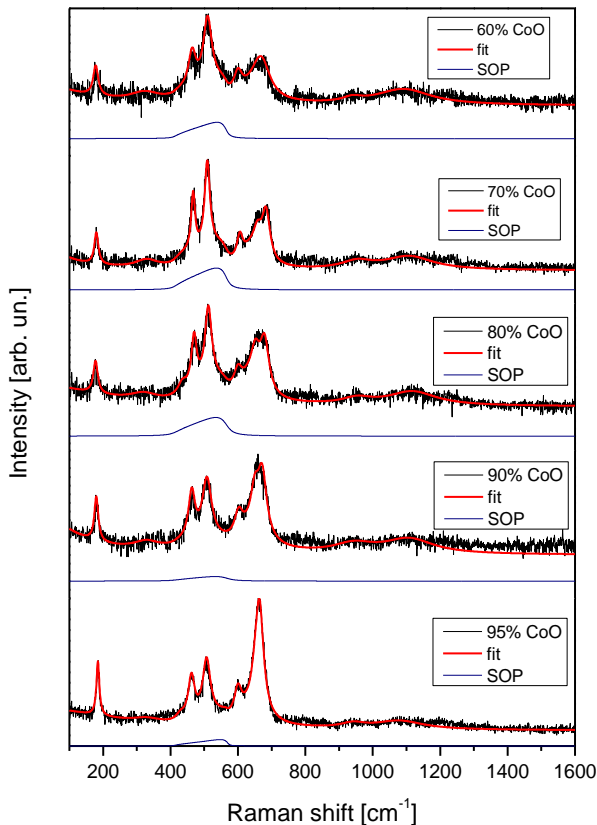 60% CoO
fit
SOP
70% CoO
fit
SOP
80% CoO
fit
SOP
90% CoO
fit
SOP
95% CoO
fit
SOP
Intensity [arb. un.]
200 400 600 800 1000 1200 1400 1600
Raman shift [cm⁻¹]